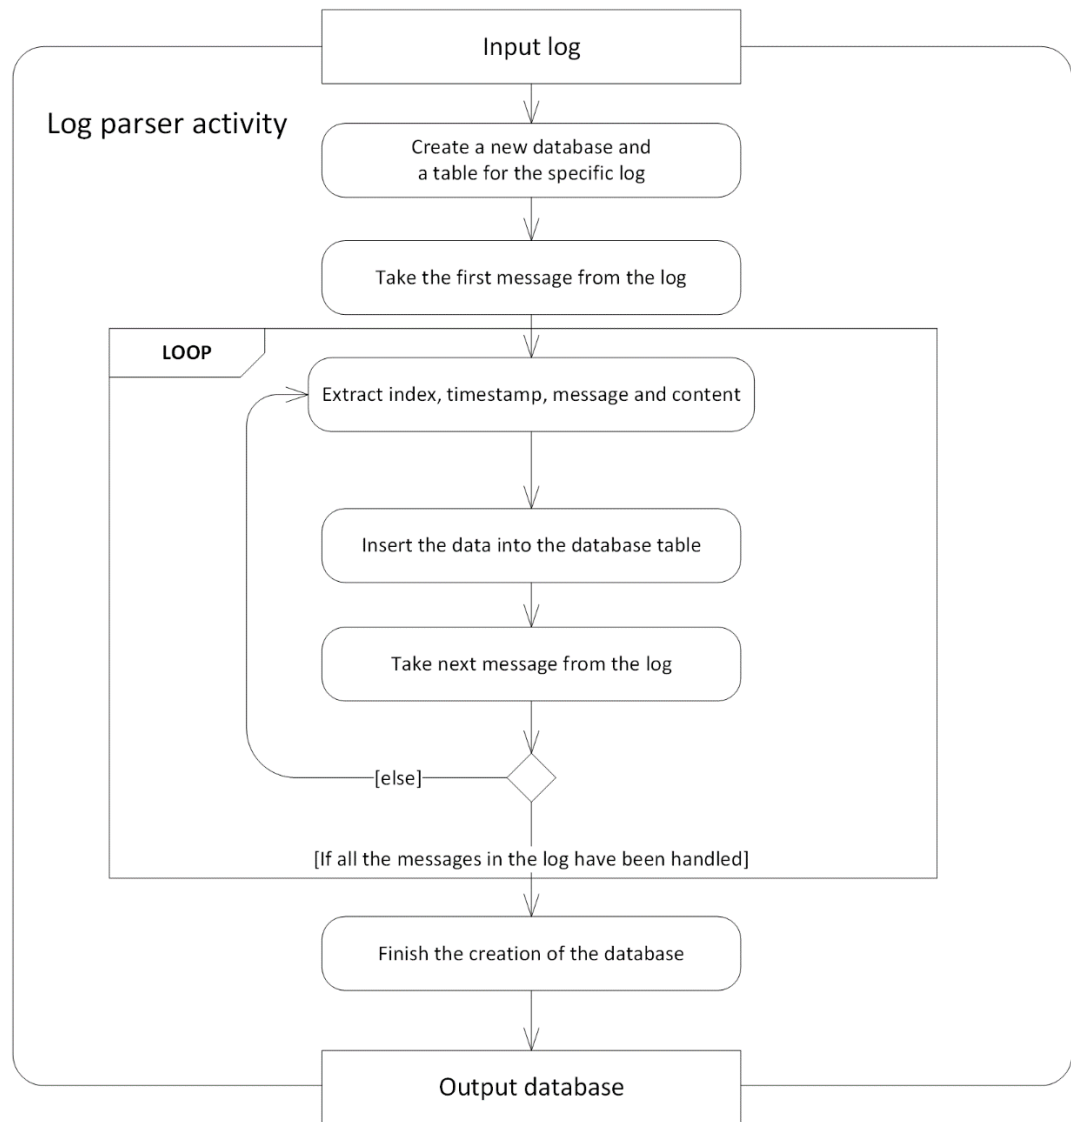 Input log
Log parser activity
Create a new database and
a table for the specific log
Take the first message from the log
LOOP
Extract index, timestamp, message and content
Insert the data into the database table
Take next message from the log
[else]
[If all the messages in the log have been handled]
Finish the creation of the database
Output database